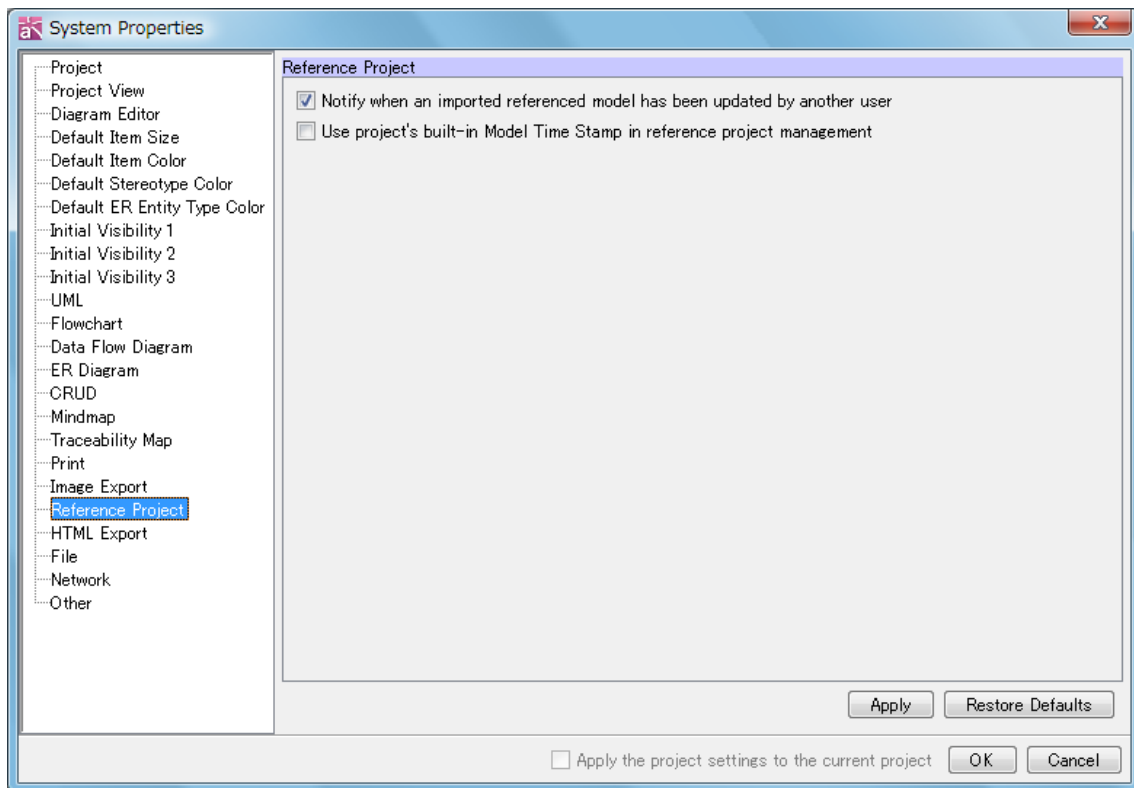 System Properties
Project
Project View
Diagram Editor
Default Item Size
Default Item Color
Default Stereotype Color
Default ER Entity Type Color
Initial Visibility 1
Initial Visibility 2
Initial Visibility 3
UML
Flowchart
Data Flow Diagram
ER Diagram
CRUD
Mindmap
Traceability Map
Print
Image Export
Reference Project
HTML Export
File
Network
Other
Reference Project
Notify when an imported referenced model has been updated by another user
Use project's built-in Model Time Stamp in reference project management
Apply Restore Defaults
Apply the project settings to the current project OK Cancel